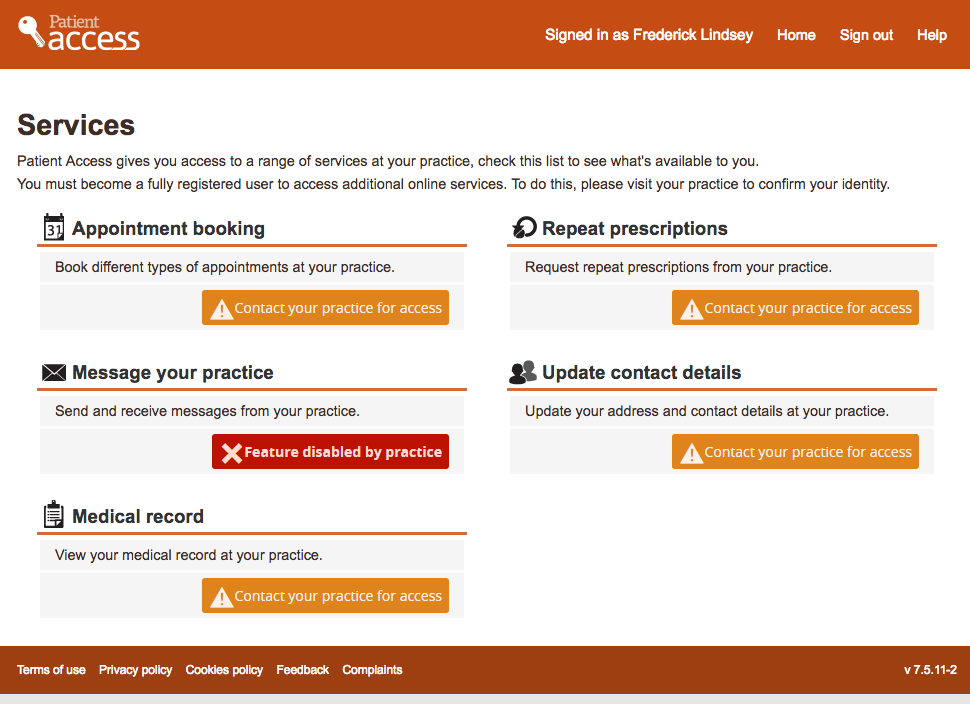 Patient
access
Signed in as Frederick Lindsey Home Sign out Help
Services
Patient Access gives you access to a range of services at your practice, check this list to see what's available to you.
You must become a fully registered user to access additional online services. To do this, please visit your practice to confirm your identity.
31 Appointment booking
Book different types of appointments at your practice.
Contact your practice for access
Repeat prescriptions
Request repeat prescriptions from your practice.
Contact your practice for access
Message your practice
Send and receive messages from your practice.
Feature disabled by practice
Update contact details
Update your address and contact details at your practice.
Contact your practice for access
Medical record
View your medical record at your practice.
Contact your practice for access
Terms of use Privacy policy Cookies policy Feedback Complaints v 7.5.11-2